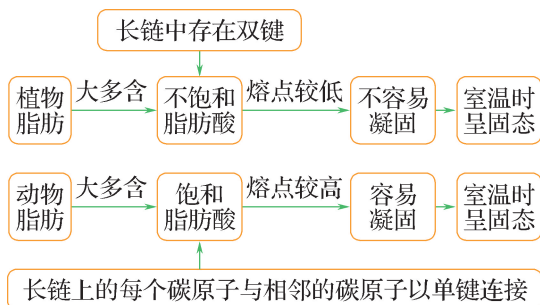 长链中存在双键
植物脂肪 大多含 不饱和脂肪酸 熔点较低 不容易凝固 室温时呈固态
动物脂肪 大多含 饱和脂肪酸 熔点较高 容易凝固 室温时呈固态
长链上的每个碳原子与相邻的碳原子以单键连接